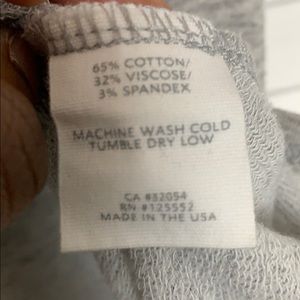 65% COTTON/
32% VISCOSE/
3% SPANDEX
MACHINE WASH COLD
TUMBLE DRY LOW
CA #32054
RN #125552
MADE IN THE USA